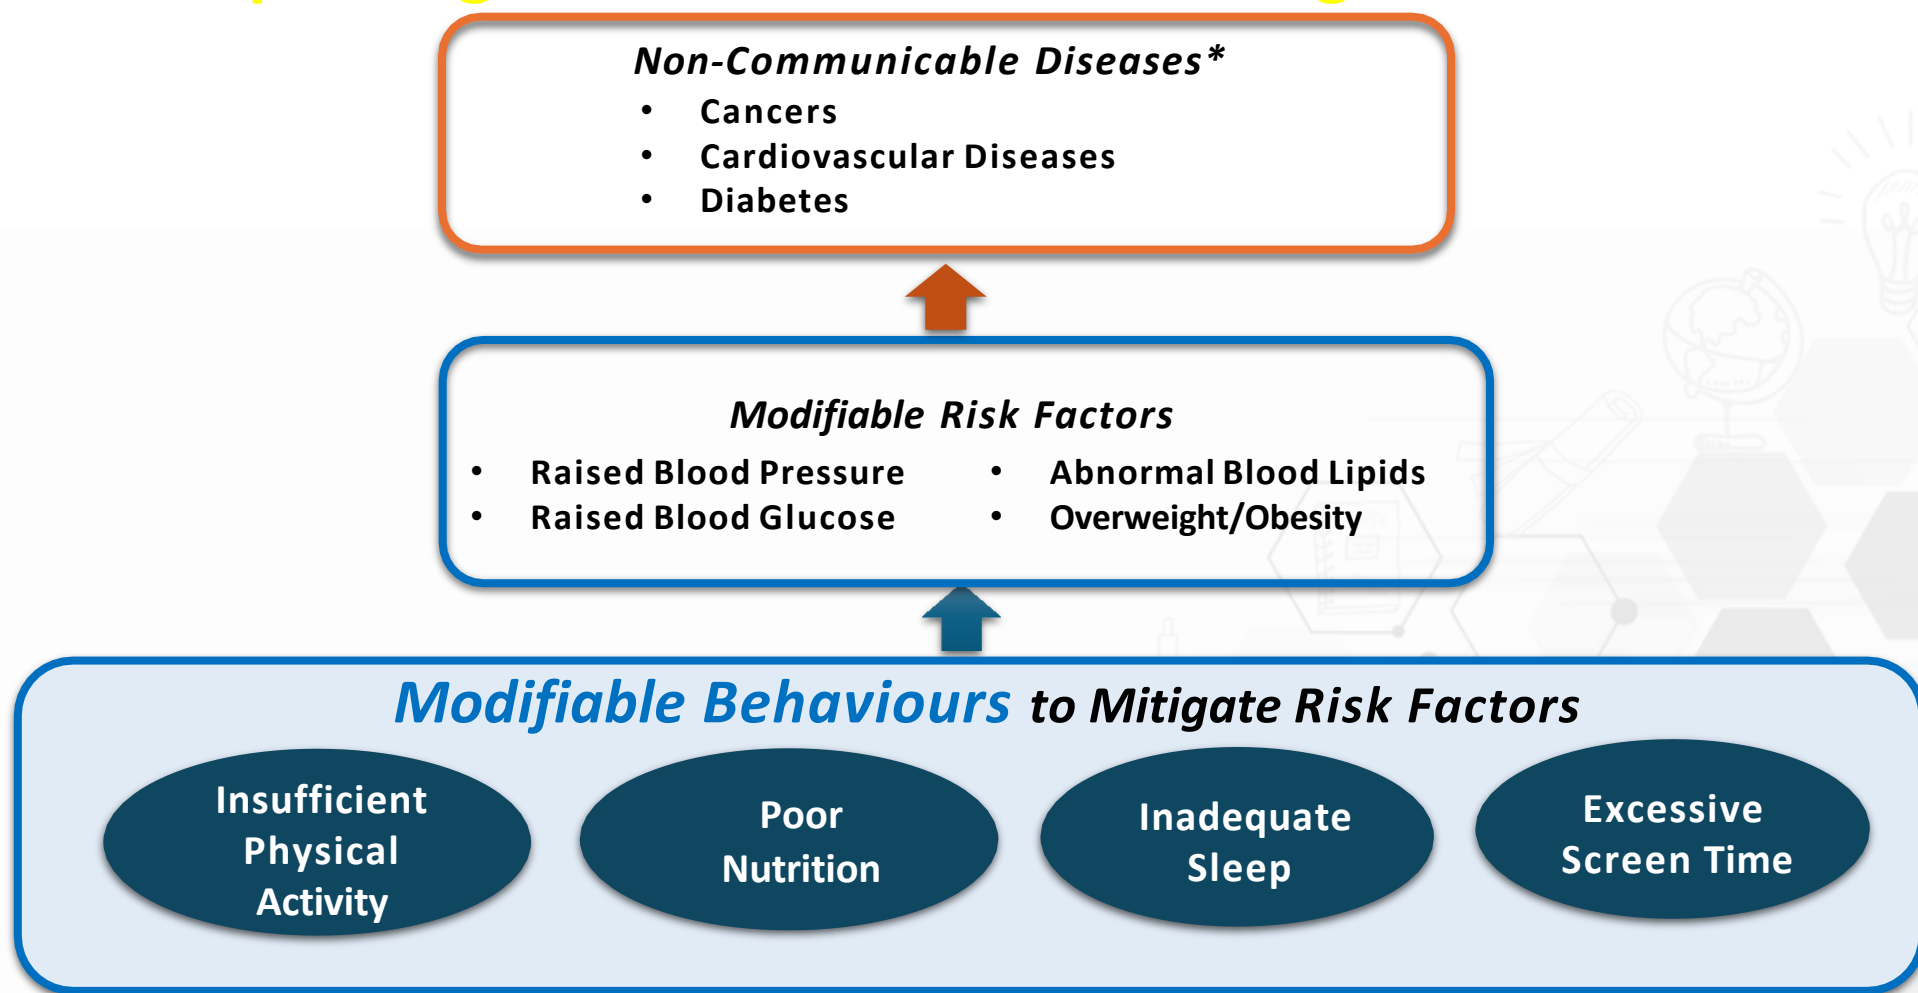 Non-Communicable Diseases*
• Cancers
• Cardiovascular Diseases
• Diabetes
Modifiable Risk Factors
• Raised Blood Pressure
• Raised Blood Glucose
• Abnormal Blood Lipids
• Overweight/Obesity
Modifiable Behaviours to Mitigate Risk Factors
Insufficient
Physical
Activity
Poor
Nutrition
Inadequate
Sleep
Excessive
Screen Time